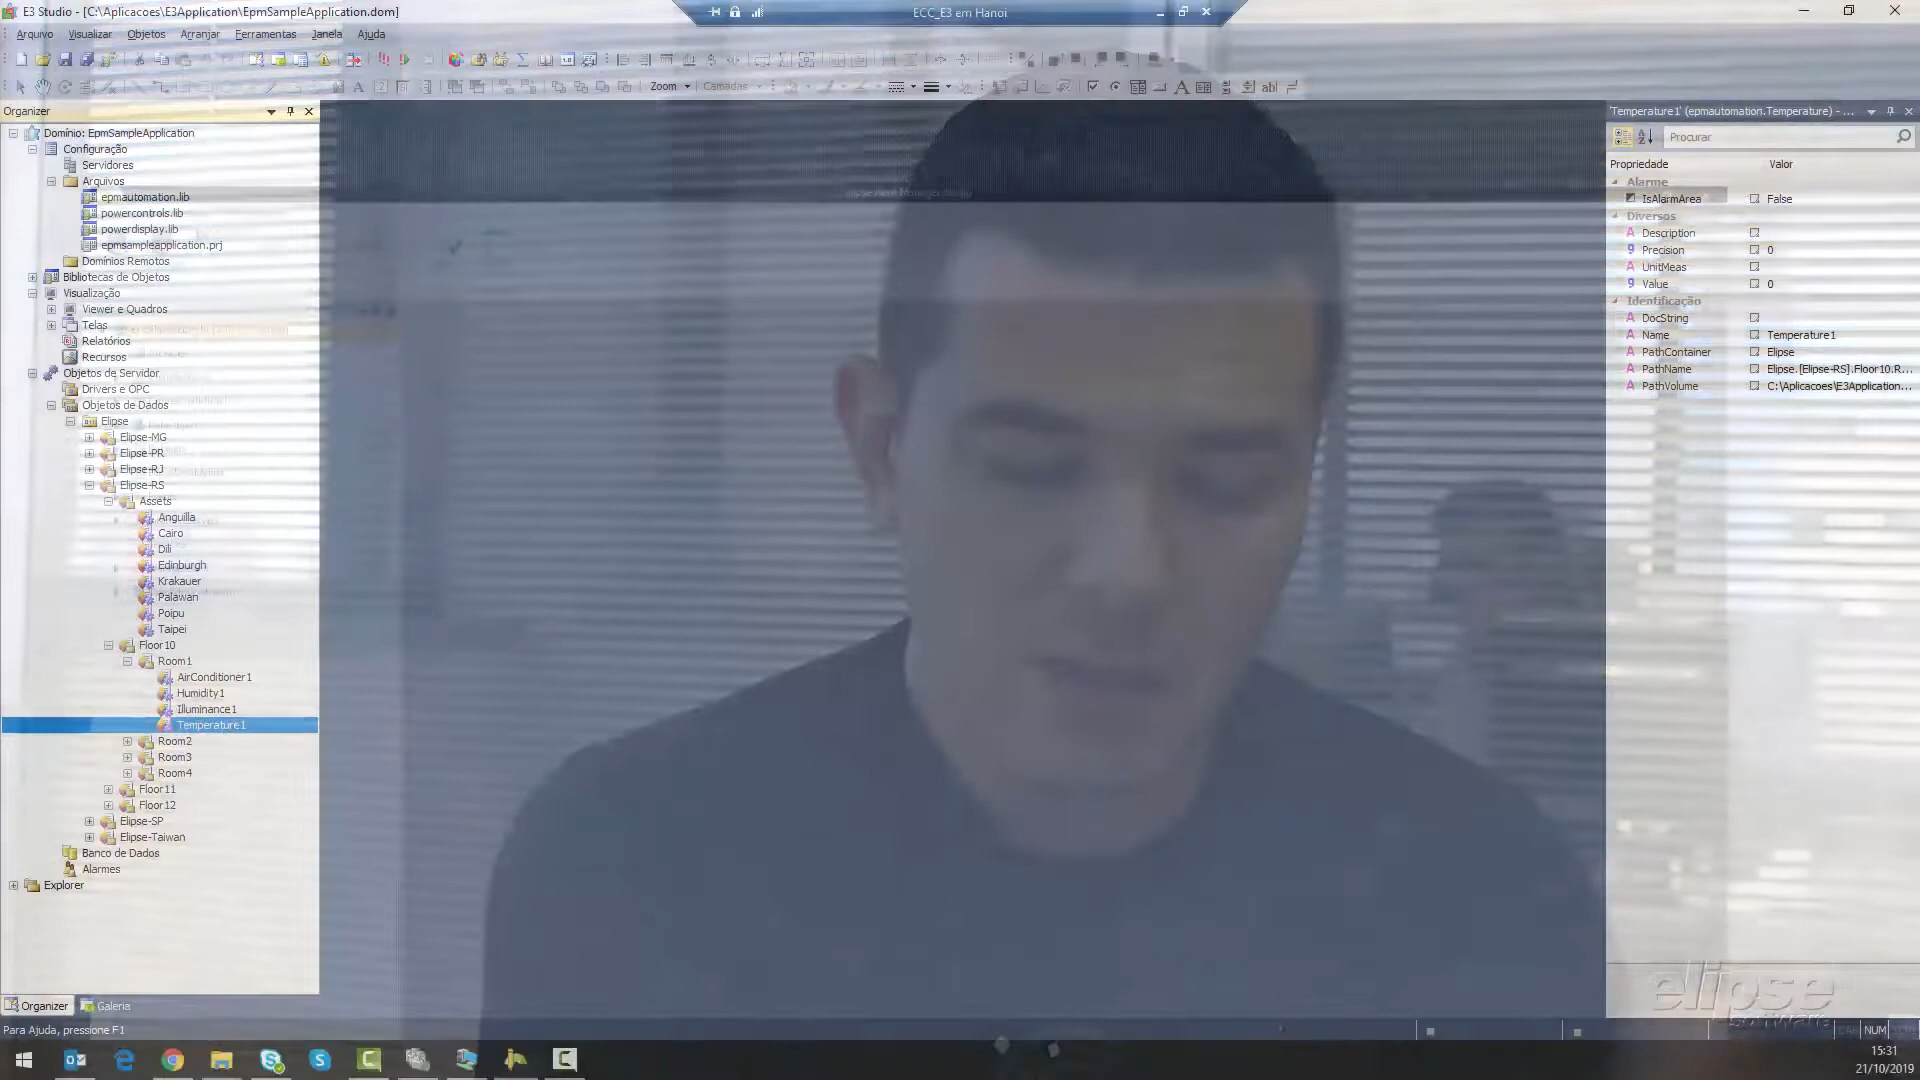 E3 Studio - [C:\Aplicacoes\E3Application\EpmSampleApplication.dom]
ECC_E3 em Hanoi
Arquivo Visualizar Objetos Arranjar Ferramentas Janela Ajuda
Zoom Camadas
Organizer
Domínio: EpmSampleApplication
Configuração
Servidores
Arquivos
epmautomation.lib
powercontrols.lib
powerdisplay.lib
epmsampleapplication.prj
Domínios Remotos
Bibliotecas de Objetos
Visualização
Viewer e Quadros
Telas
Relatórios
Recursos
Objetos de Servidor
Drivers e OPC
Objetos de Dados
Elipse
Elipse-MG
Elipse-PR
Elipse-RJ
Elipse-RS
Assets
Anguilla
Cairo
Dili
Edinburgh
Krakauer
Palawan
Poipu
Taipei
Floor10
Room1
AirConditioner1
Humidity1
Illuminance1
Temperature1
Room2
Room3
Room4
Floor11
Floor12
Elipse-SP
Elipse-Taiwan
Banco de Dados
Alarmes
Explorer
Organizer Galeria
Para Ajuda, pressione F1
'Temperature1' (epmautomation.Temperature) - ...
Procurar
Propriedade Valor
Alarme
IsAlarmArea False
Diversos
Description
Precision 0
UnitMeas
Value 0
Identificação
DocString
Name Temperature1
PathContainer Elipse
PathName Elipse.[Elipse-RS].Floor10.R...
PathVolume C:\Aplicacoes\E3Application...
elipse
software
NUM
15:31
21/10/2019